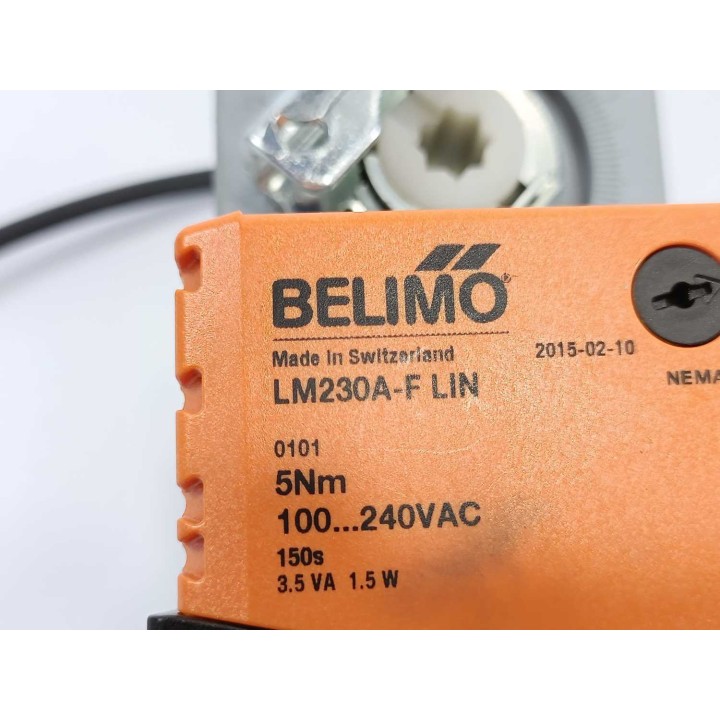 BELIMO®
Made in Switzerland
2015-02-10
LM230A-F LIN
NEMA
0101
5Nm
100...240VAC
150s
3.5 VA 1.5 W